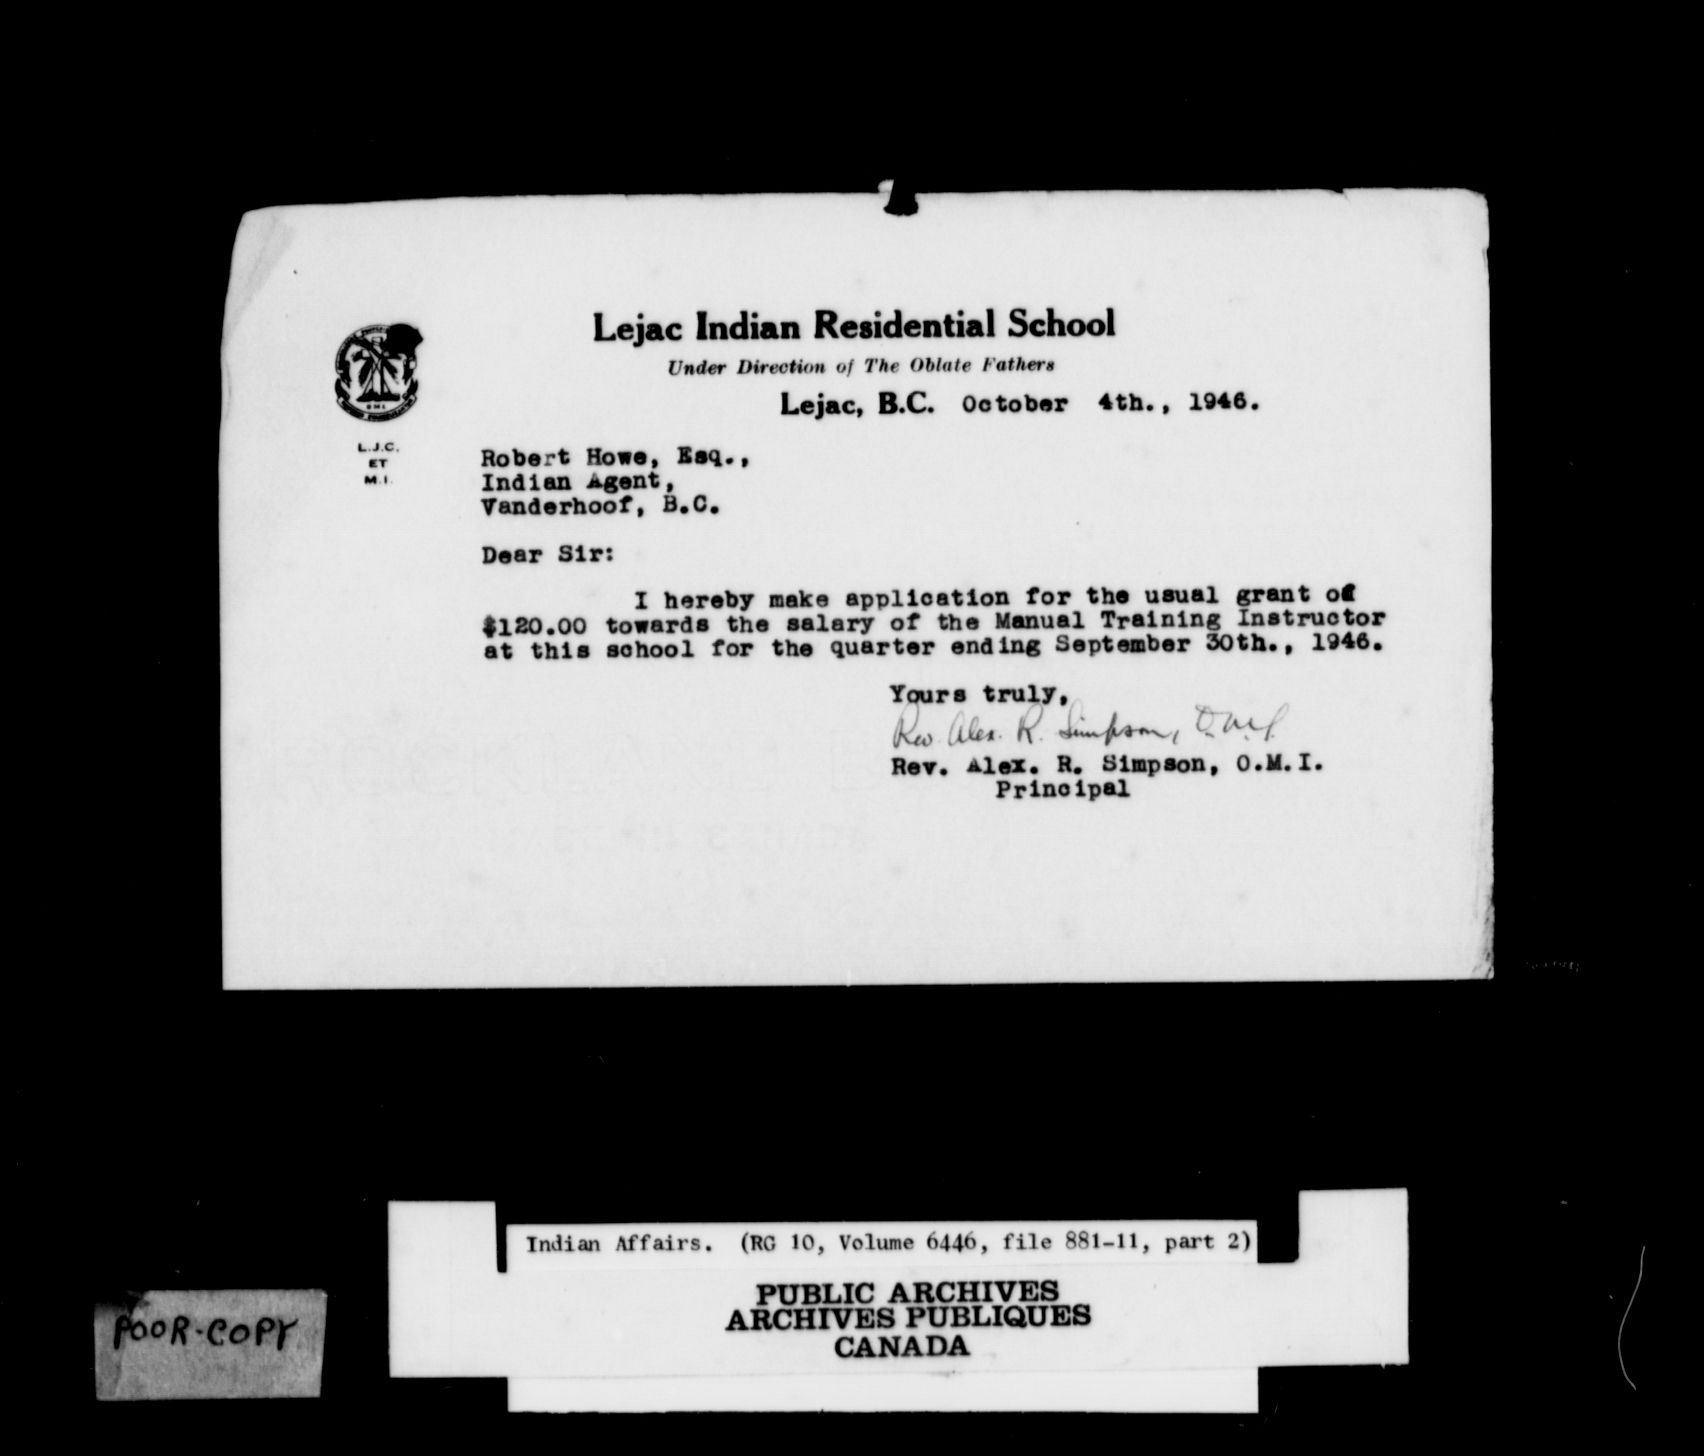 Lejac Indian Residential School
Under Direction of The Oblate Fathers
Lejac, B.C. October 4th., 1946.
L.J.C.
ET
M.I.
Robert Howe, Esq.,
Indian Agent,
Vanderhoof, B.C.
Dear Sir:
I hereby make application for the usual grant of
$120.00 towards the salary of the Manual Training Instructor
at this school for the quarter ending September 30th., 1946.
Yours truly,
Rev. Alex. R. Simpson, O.M.I.
Rev. Alex. R. Simpson, O.M.I.
Principal
Indian Affairs. (RG 10, Volume 6446, file 881-11, part 2)
PUBLIC ARCHIVES
ARCHIVES PUBLIQUES
CANADA
POOR-COPY